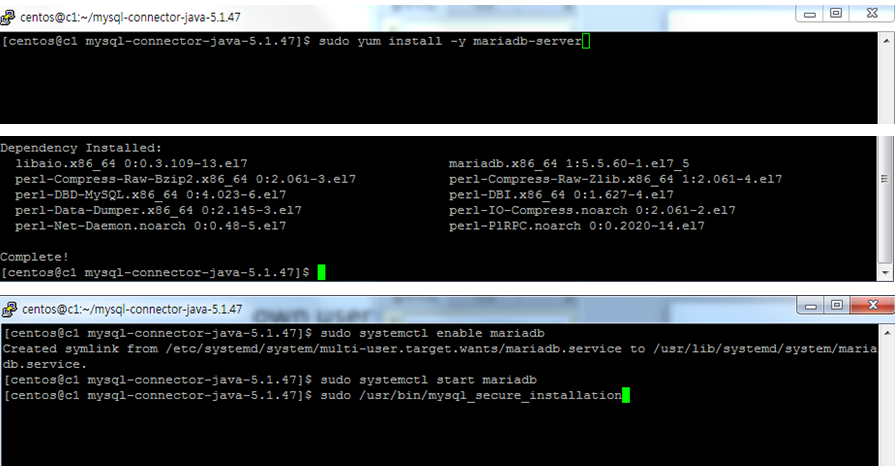 centos@c1:~/mysql-connector-java-5.1.47
[centos@c1 mysql-connector-java-5.1.47]$ sudo yum install -y mariadb-server
Dependency Installed:
libaio.x86_64 0:0.3.109-13.el7 mariadb.x86_64 1:5.5.60-1.el7_5
perl-Compress-Raw-Bzip2.x86_64 0:2.061-3.el7 perl-Compress-Raw-Zlib.x86_64 1:2.061-4.el7
perl-DBD-MySQL.x86_64 0:4.023-6.el7 perl-DBI.x86_64 0:1.627-4.el7
perl-Data-Dumper.x86_64 0:2.145-3.el7 perl-IO-Compress.noarch 0:2.061-2.el7
perl-Net-Daemon.noarch 0:0.48-5.el7 perl-PlRPC.noarch 0:0.2020-14.el7
Complete!
[centos@c1 mysql-connector-java-5.1.47]$
centos@c1:~/mysql-connector-java-5.1.47
own user
[centos@c1 mysql-connector-java-5.1.47]$ sudo systemctl enable mariadb
Created symlink from /etc/systemd/system/multi-user.target.wants/mariadb.service to /usr/lib/systemd/system/maria
db.service.
[centos@c1 mysql-connector-java-5.1.47]$ sudo systemctl start mariadb
[centos@c1 mysql-connector-java-5.1.47]$ sudo /usr/bin/mysql_secure_installation